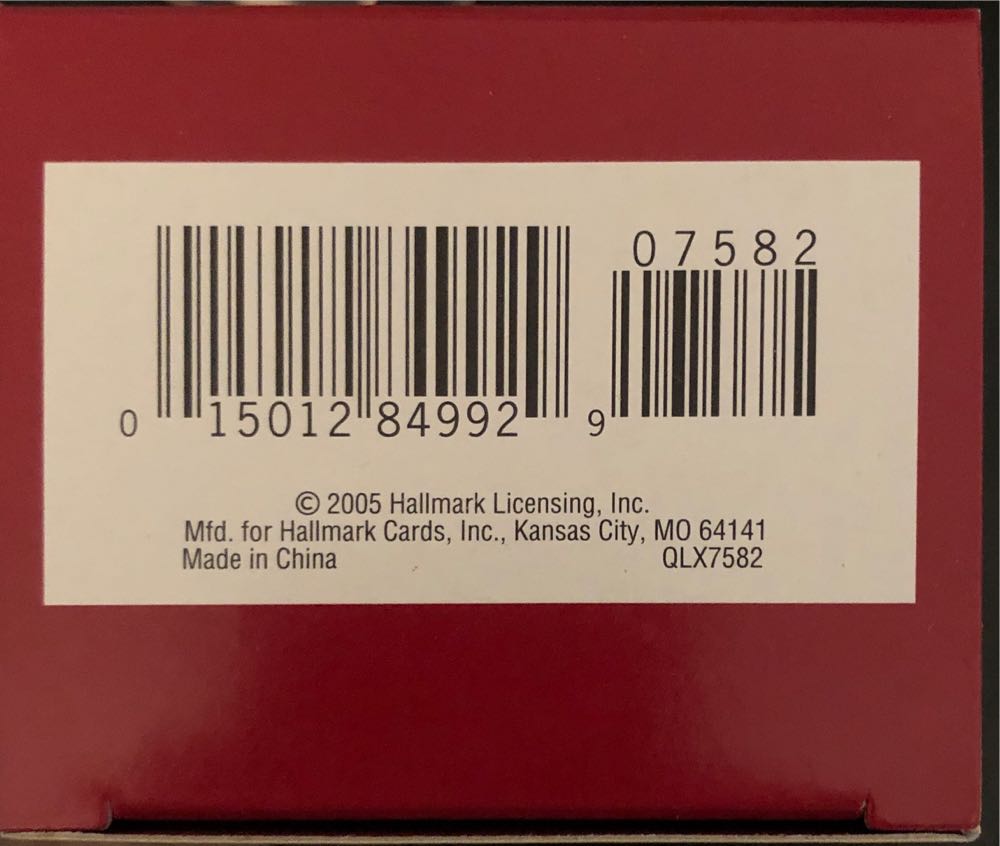 07582
0 15012 84992 9
© 2005 Hallmark Licensing, Inc.
Mfd. for Hallmark Cards, Inc., Kansas City, MO 64141
Made in China QLX7582